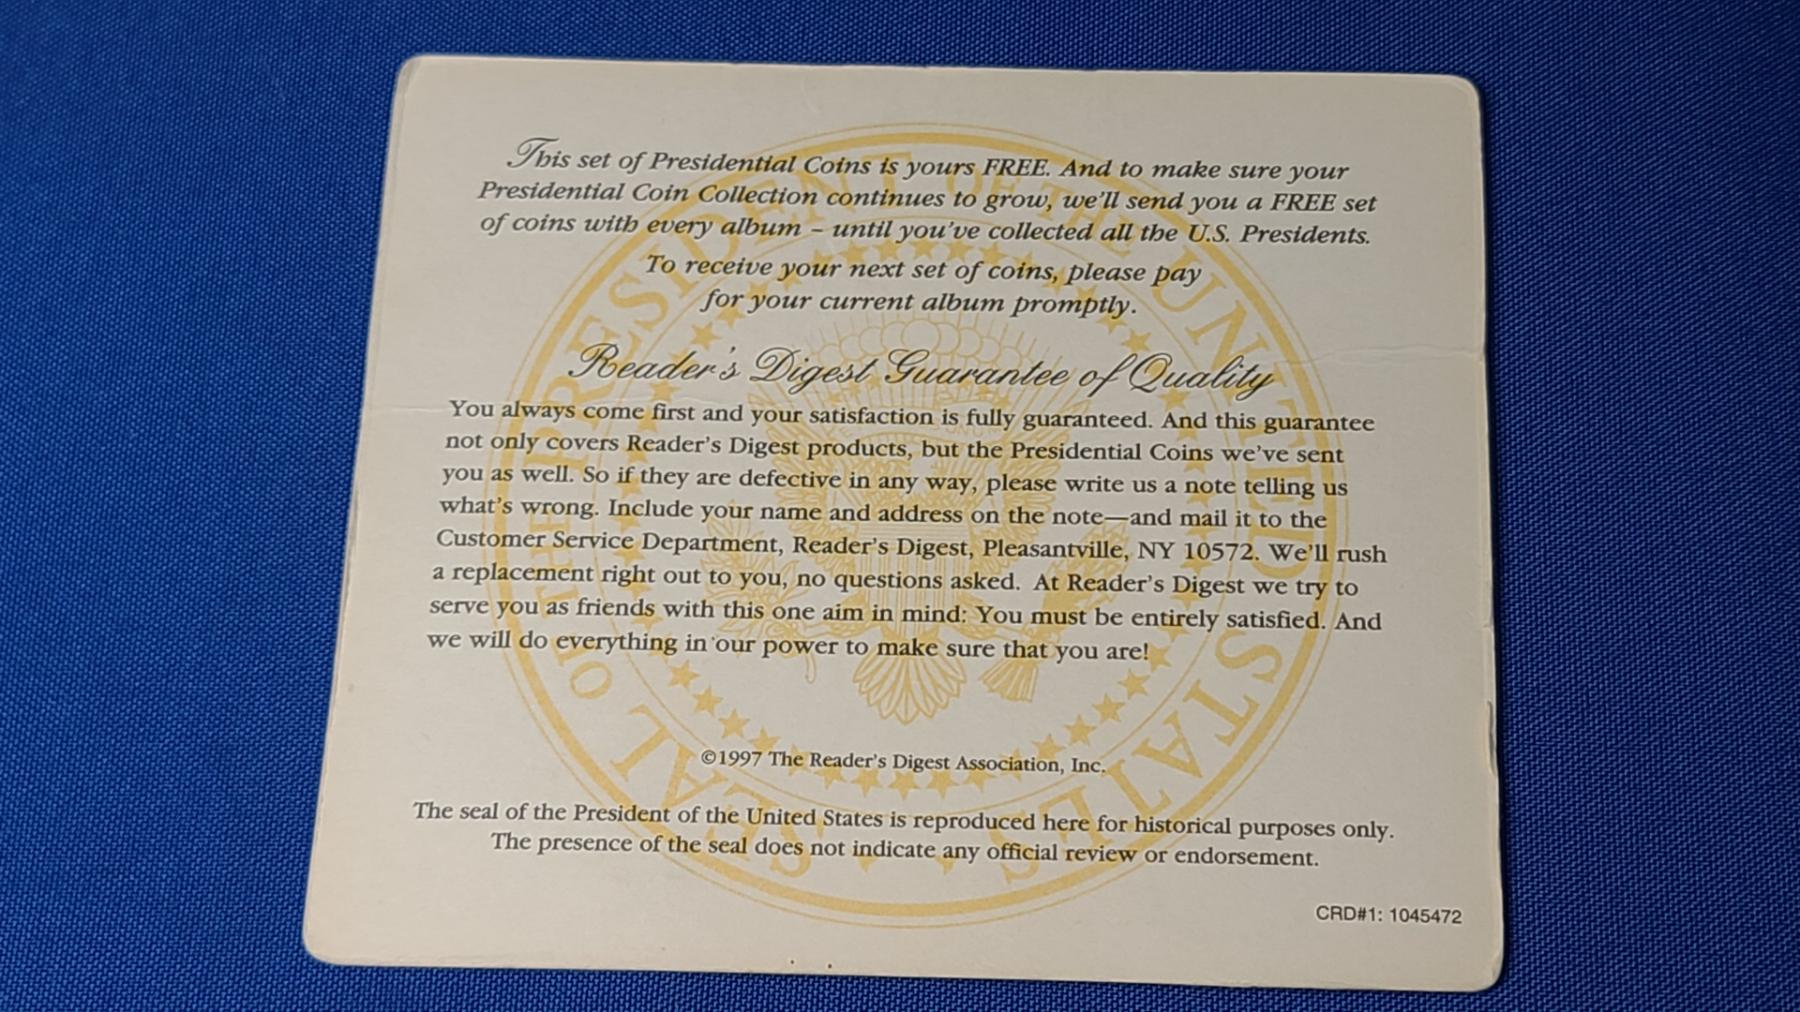 This set of Presidential Coins is yours FREE. And to make sure your
Presidential Coin Collection continues to grow, we'll send you a FREE set
of coins with every album – until you've collected all the U.S. Presidents.
To receive your next set of coins, please pay
for your current album promptly.
Reader's Digest Guarantee of Quality
You always come first and your satisfaction is fully guaranteed. And this guarantee
not only covers Reader's Digest products, but the Presidential Coins we've sent
you as well. So if they are defective in any way, please write us a note telling us
what's wrong. Include your name and address on the note—and mail it to the
Customer Service Department, Reader's Digest, Pleasantville, NY 10572. We'll rush
a replacement right out to you, no questions asked. At Reader's Digest we try to
serve you as friends with this one aim in mind: You must be entirely satisfied. And
we will do everything in our power to make sure that you are!
©1997 The Reader's Digest Association, Inc.
The seal of the President of the United States is reproduced here for historical purposes only.
The presence of the seal does not indicate any official review or endorsement.
CRD#1: 1045472
SEAL OF THE PRESIDENT OF THE UNITED STATES